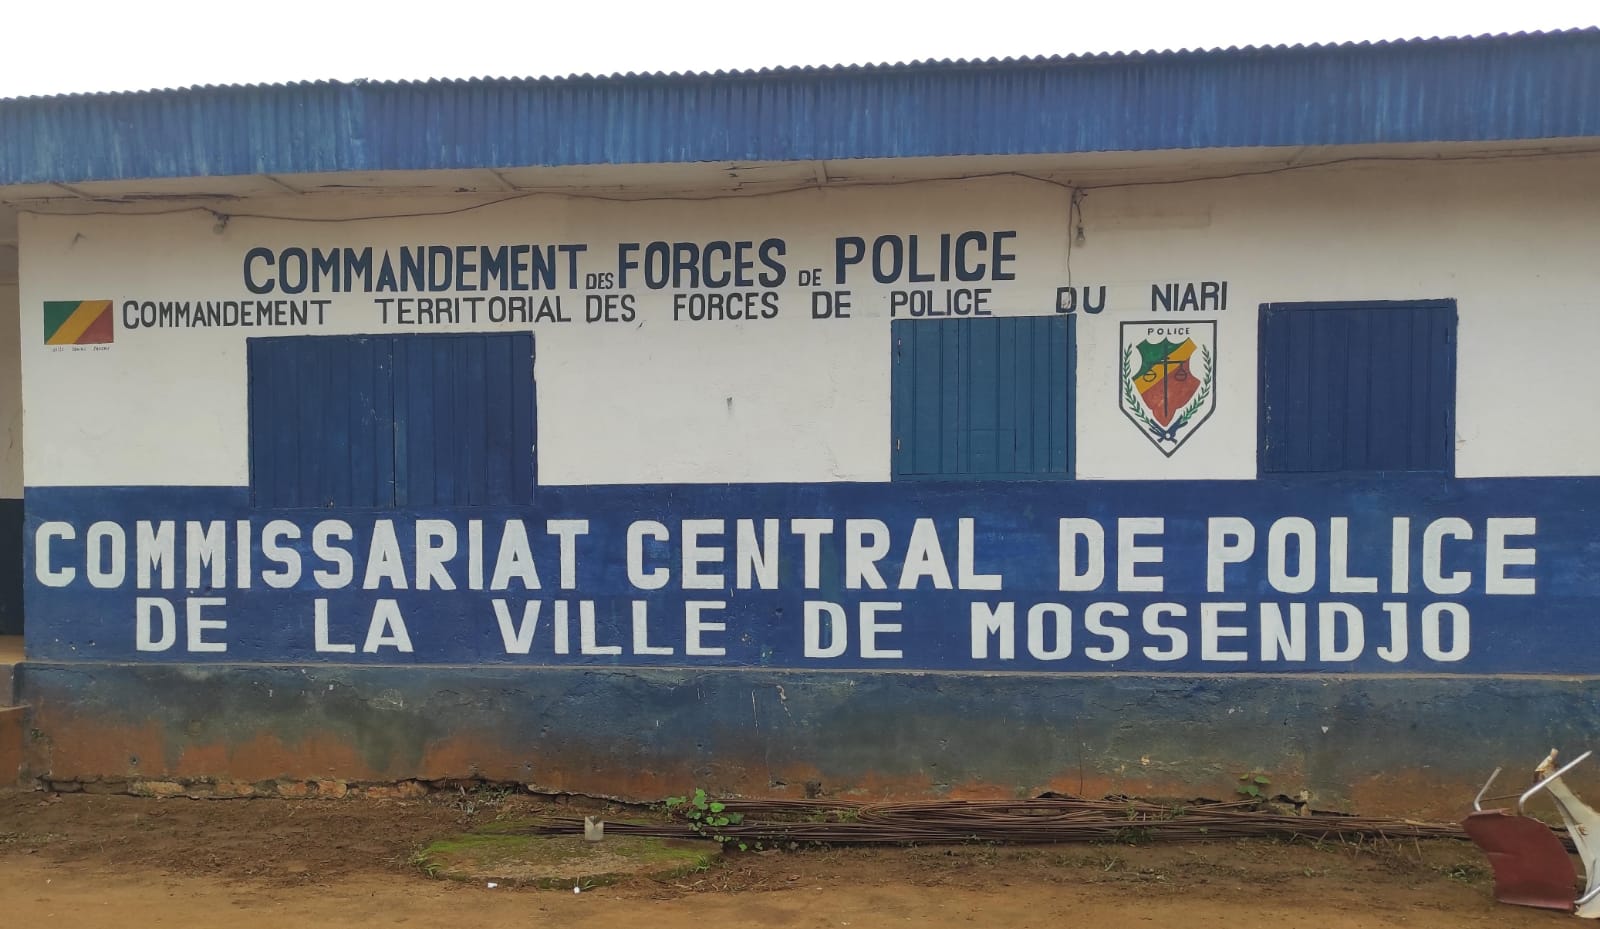 COMMANDEMENT DES FORCES DE POLICE
COMMANDEMENT TERRITORIAL DES FORCES DE POLICE DU NIARI
POLICE
COMMISSARIAT CENTRAL DE POLICE
DE LA VILLE DE MOSSENDJO